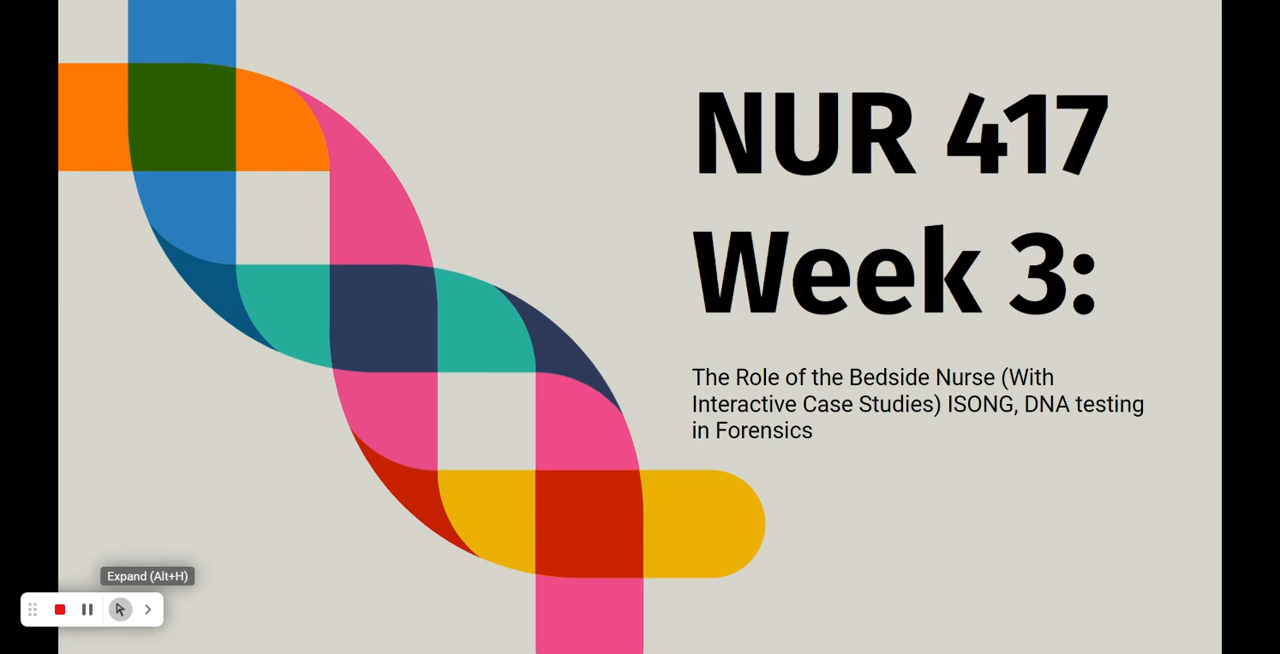 NUR 417
Week 3:
The Role of the Bedside Nurse (With
Interactive Case Studies) ISONG, DNA testing
in Forensics
Expand (Alt+H)